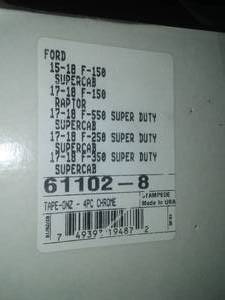 FORD
15-18 F-150
SUPERCAB
17-18 F-150
RAPTOR
17-18 F-550 SUPER DUTY
SUPERCAB
17-18 F-250 SUPER DUTY
SUPERCAB
17-18 F-350 SUPER DUTY
SUPERCAB
61102-8
STAMPEDE
TAPE-ONZ - 4PC CHROME
Made In USA
7 49397 19487 2